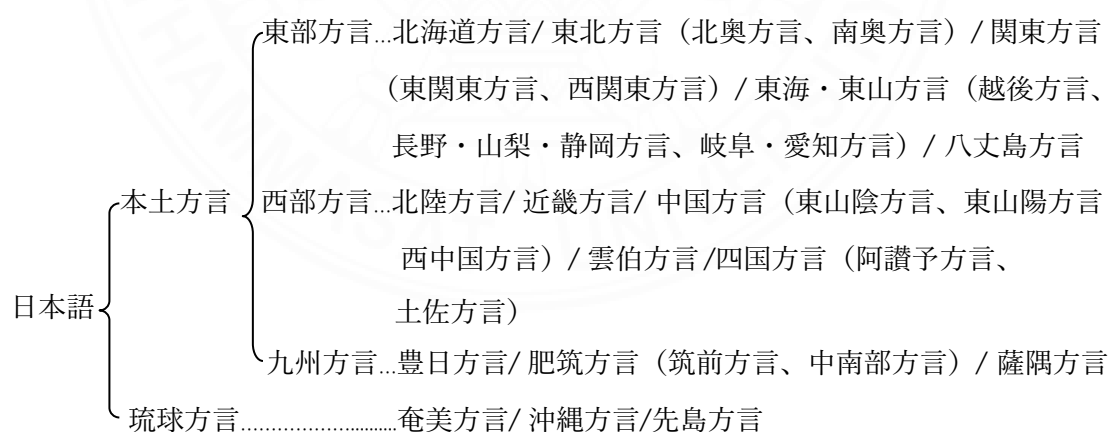 東部方言...北海道方言/ 東北方言（北奥方言、南奥方言）/ 関東方言
（東関東方言、西関東方言）/ 東海・東山方言（越後方言、
長野・山梨・静岡方言、岐阜・愛知方言）/ 八丈島方言
本土方言 西部方言...北陸方言/ 近畿方言/ 中国方言（東山陰方言、東山陽方言
西中国方言）/ 雲伯方言/四国方言（阿讃予方言、
日本語
土佐方言）
九州方言...豊日方言/ 肥筑方言（筑前方言、中南部方言）/ 薩隅方言
琉球方言...........................奄美方言/ 沖縄方言/先島方言